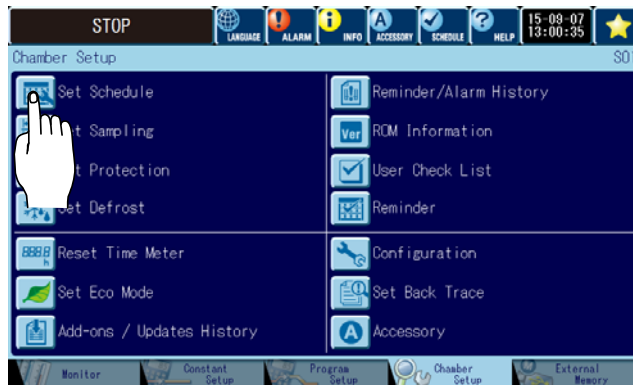 STOP
LANGUAGE
ALARM
INFO
A
ACCESSORY
SCHEDULE
?
HELP
15-09-07
13:00:35
Chamber Setup
Set Schedule
Reminder/Alarm History
Sampling
Ver
ROM Information
Protection
User Check List
Set Defrost
Reminder
8888
h
Reset Time Meter
Configuration
Set Eco Mode
Set Back Trace
Add-ons / Updates History
A
Accessory
Monitor
Constant
Setup
Program
Setup
Chamber
Setup
External
Memory